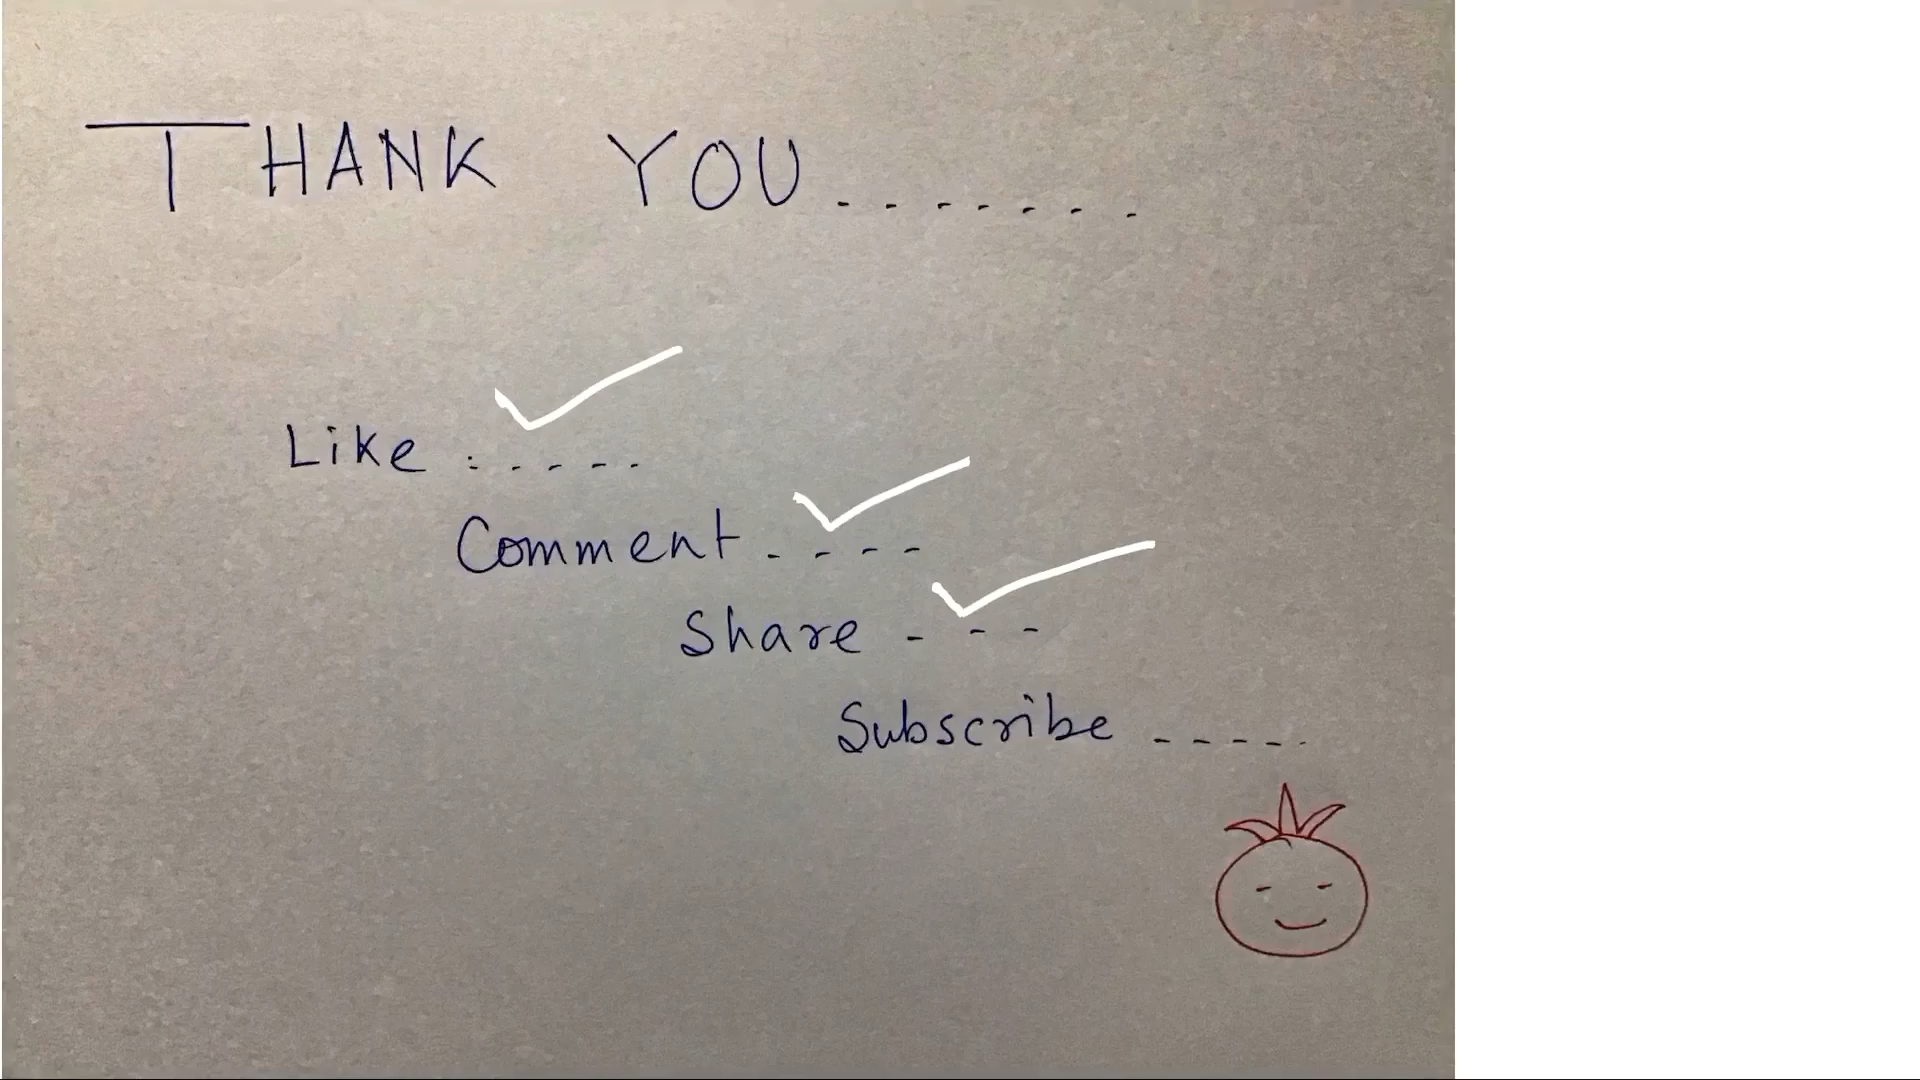 THANK YOU.......
Like .....
Comment ....
Share ---
Subscribe -----